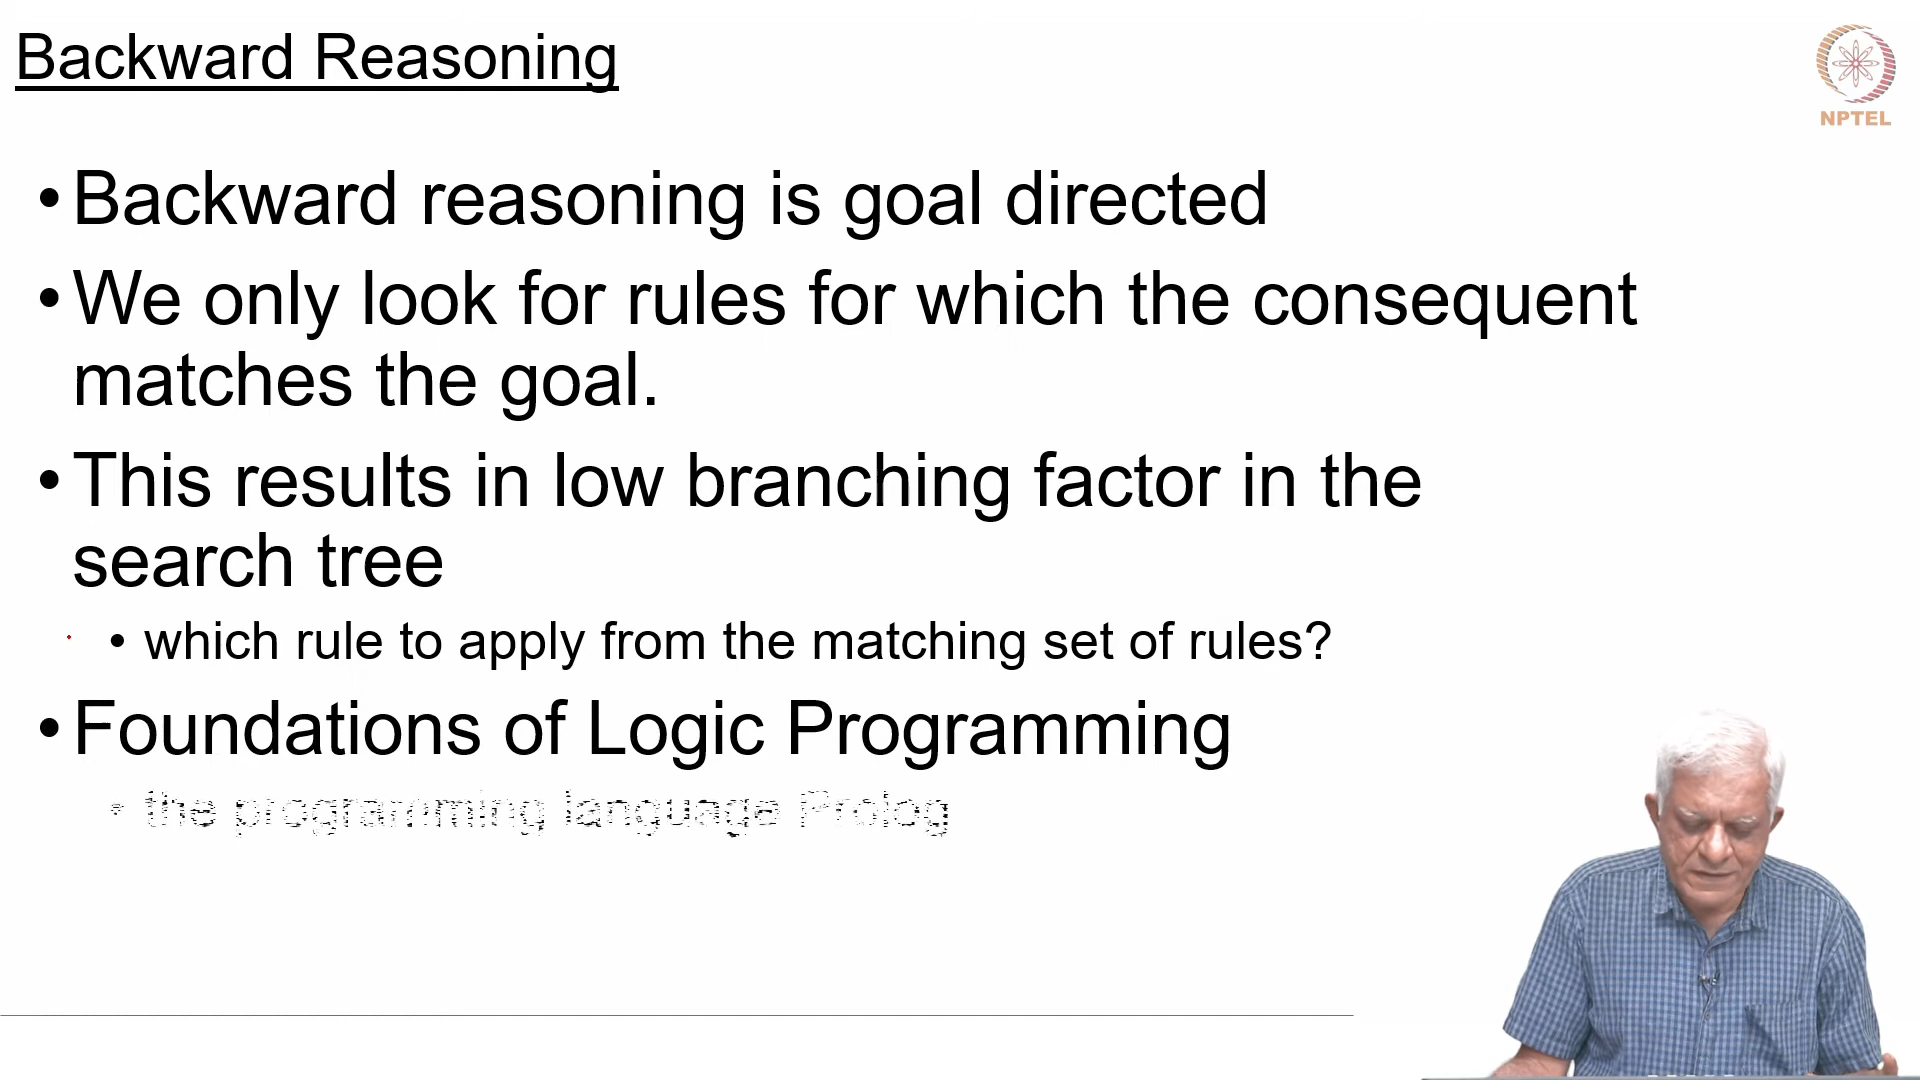 Backward Reasoning
NPTEL
• Backward reasoning is goal directed
• We only look for rules for which the consequent
matches the goal.
• This results in low branching factor in the
search tree
• which rule to apply from the matching set of rules?
• Foundations of Logic Programming
• the programming language Prolog